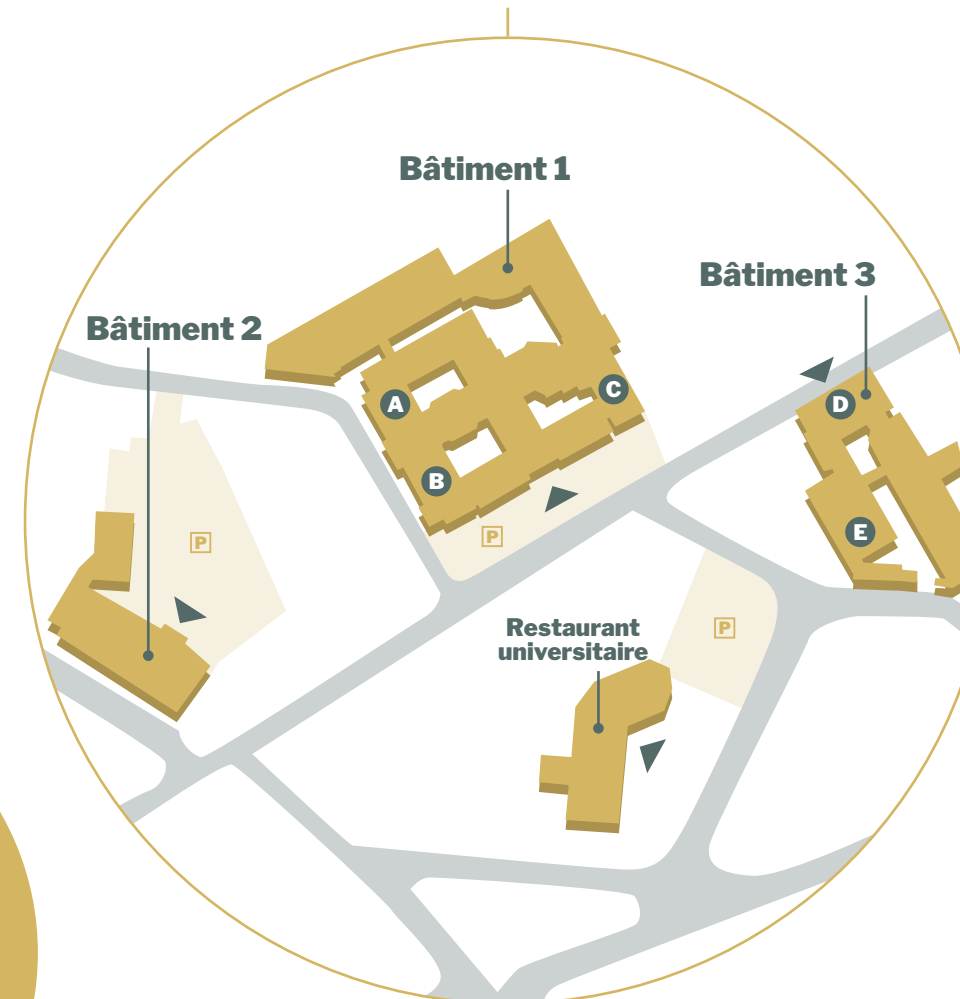 Bâtiment 1
Bâtiment 3
Bâtiment 2
A
C
D
B
E
P
P
P
Restaurant
universitaire